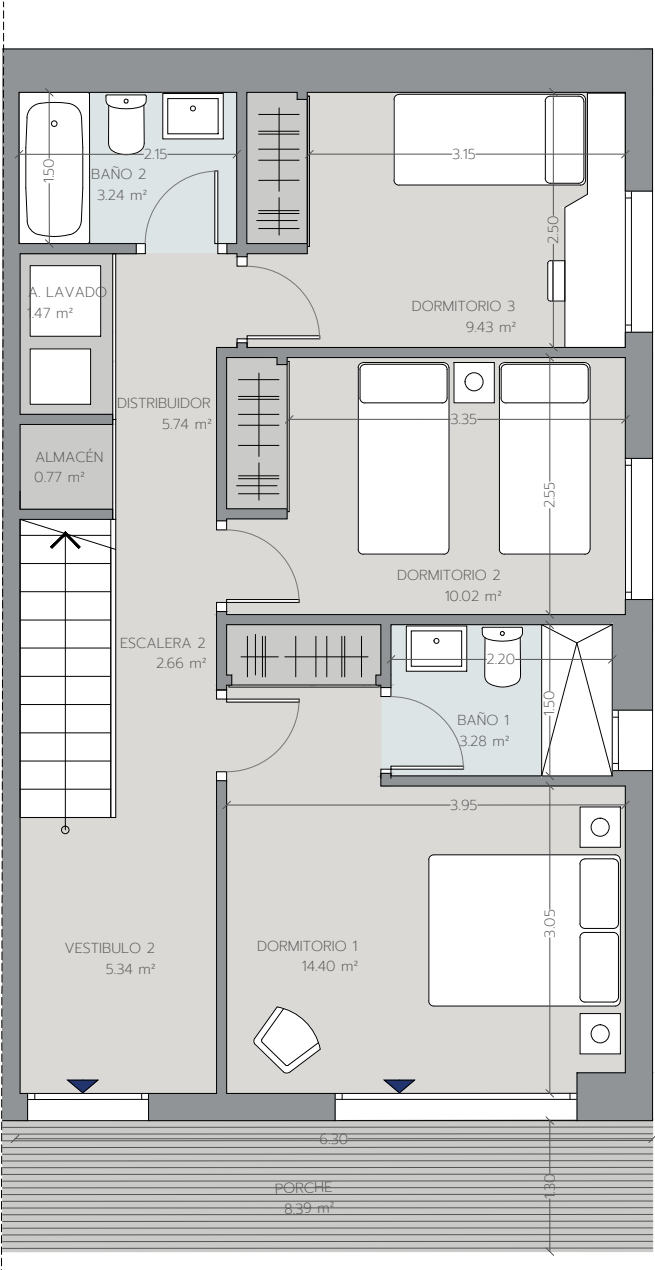 2.15
1.50
BAÑO 2
3.24 m²
3.15
2.50
A. LAVADO
1.47 m²
DORMITORIO 3
9.43 m²
DISTRIBUIDOR
5.74 m²
3.35
ALMACÉN
0.77 m²
2.55
DORMITORIO 2
10.02 m²
ESCALERA 2
2.66 m²
2.20
1.50
BAÑO 1
3.28 m²
3.95
3.05
VESTIBULO 2
5.34 m²
DORMITORIO 1
14.40 m²
6.30
PORCHE
8.39 m²
1.30